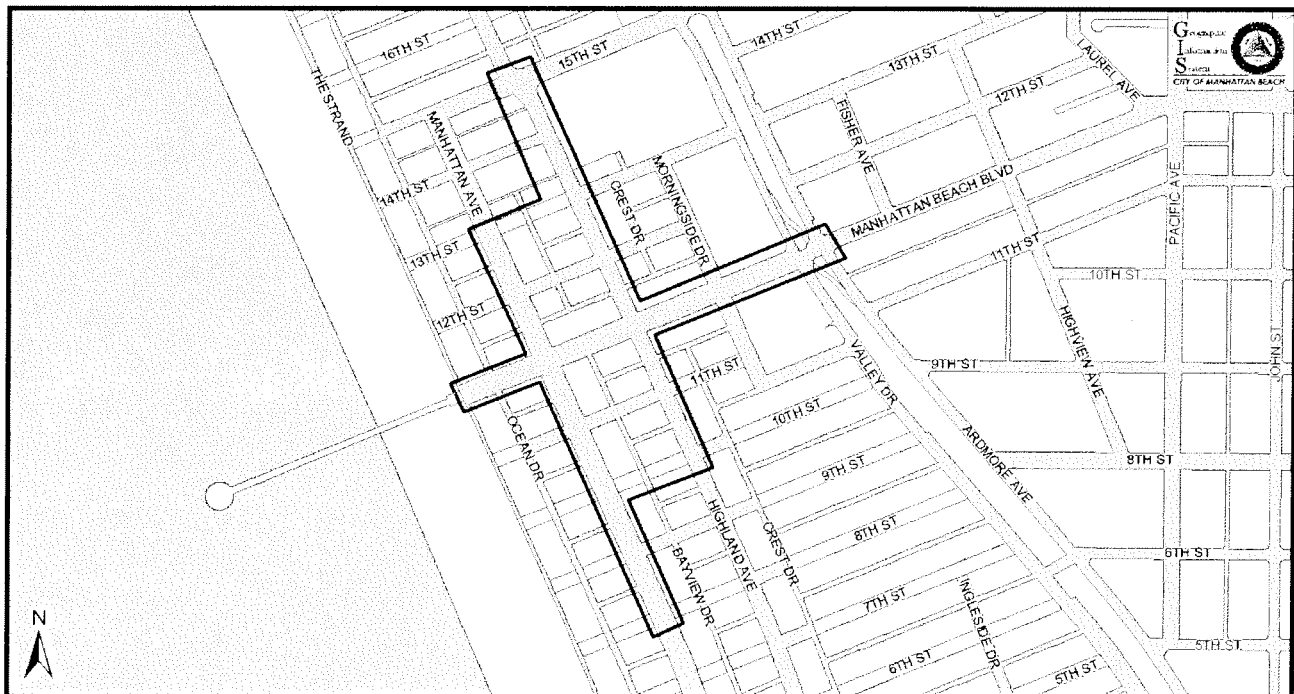 Geographic
Information
System
CITY OF MANHATTAN BEACH
16TH ST
15TH ST
14TH ST
13TH ST
12TH ST
LAUREL AVE
THE STRAND
MANHATTAN AVE
FISHER AVE
MORNINGSIDE DR
CREST DR
14TH ST
13TH ST
12TH ST
MANHATTAN BEACH BLVD
11TH ST
PACIFIC AVE
10TH ST
HIGHVIEW AVE
JOHN ST
OCEAN DR
11TH ST
VALLEY DR
9TH ST
10TH ST
ARDMORE AVE
9TH ST
8TH ST
8TH ST
HIGHLAND AVE
CREST DR
BAYVIEW DR
7TH ST
INGLESIDE DR
6TH ST
6TH ST
5TH ST
5TH ST
N